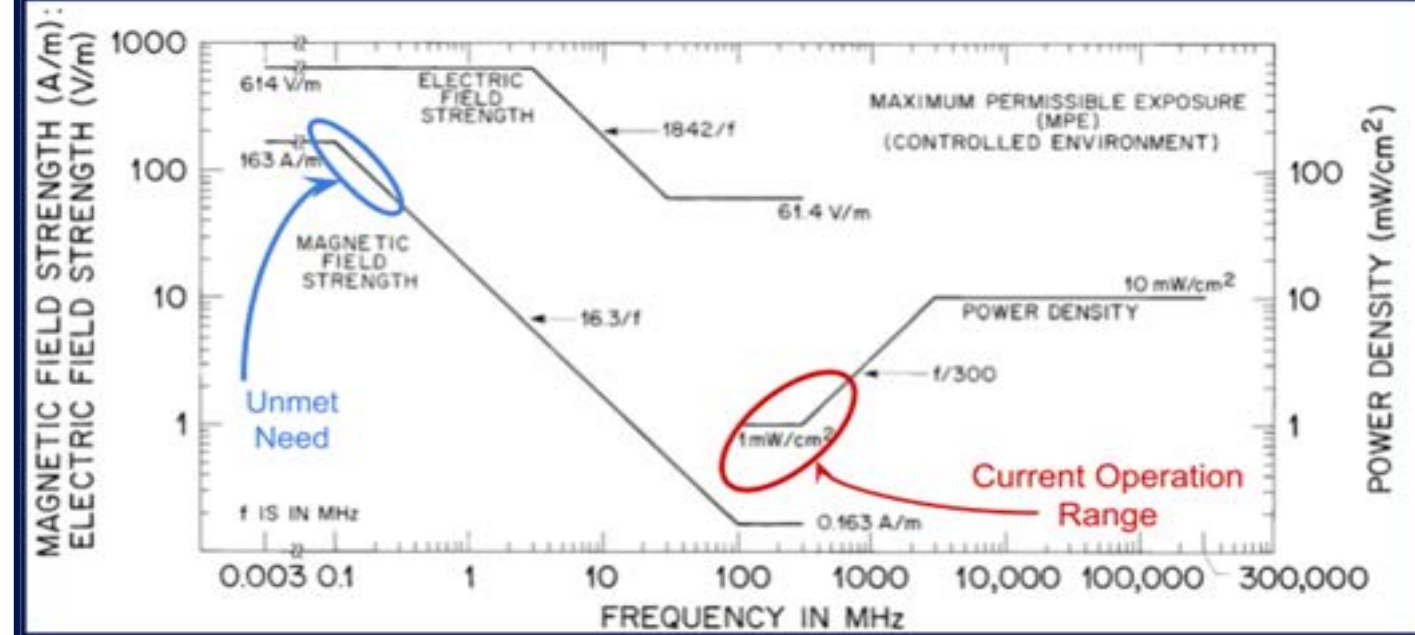 MAGNETIC FIELD STRENGTH (A/m):
ELECTRIC FIELD STRENGTH (V/m)
1000
100
10
1
614 V/m
ELECTRIC
FIELD
STRENGTH
1842/f
61.4 V/m
MAXIMUM PERMISSIBLE EXPOSURE
(MPE)
(CONTROLLED ENVIRONMENT)
163 A/m
MAGNETIC
FIELD
STRENGTH
16.3/f
Unmet
Need
10 mW/cm²
POWER DENSITY
f/300
1mW/cm²
Current Operation
Range
0.163 A/m
f IS IN MHz
100
10
1
POWER DENSITY (mW/cm²)
0.003 0.1 1 10 100 1000 10,000 100,000 300,000
FREQUENCY IN MHz